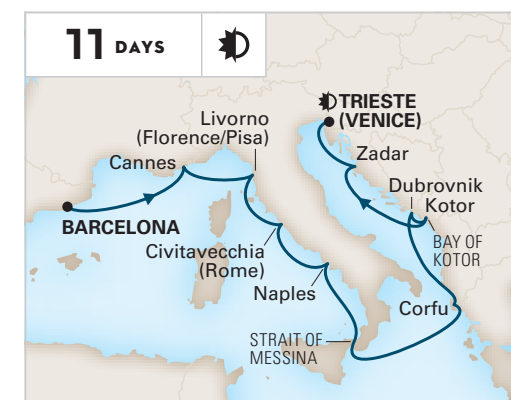 11 DAYS
TRIESTE
(VENICE)
Livorno
(Florence/Pisa)
Cannes
Zadar
Dubrovnik
Kotor
BARCELONA
BAY OF
KOTOR
Civitavecchia
(Rome)
Naples
Corfu
STRAIT OF
MESSINA